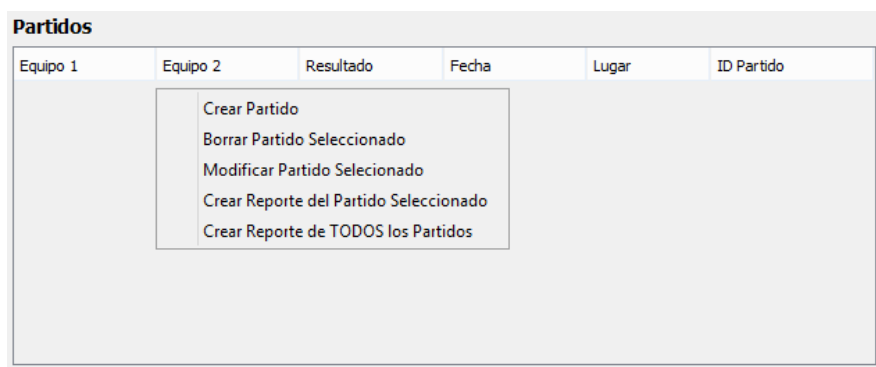 Partidos
Equipo 1 Equipo 2 Resultado Fecha Lugar ID Partido
Crear Partido
Borrar Partido Seleccionado
Modificar Partido Selecionado
Crear Reporte del Partido Seleccionado
Crear Reporte de TODOS los Partidos